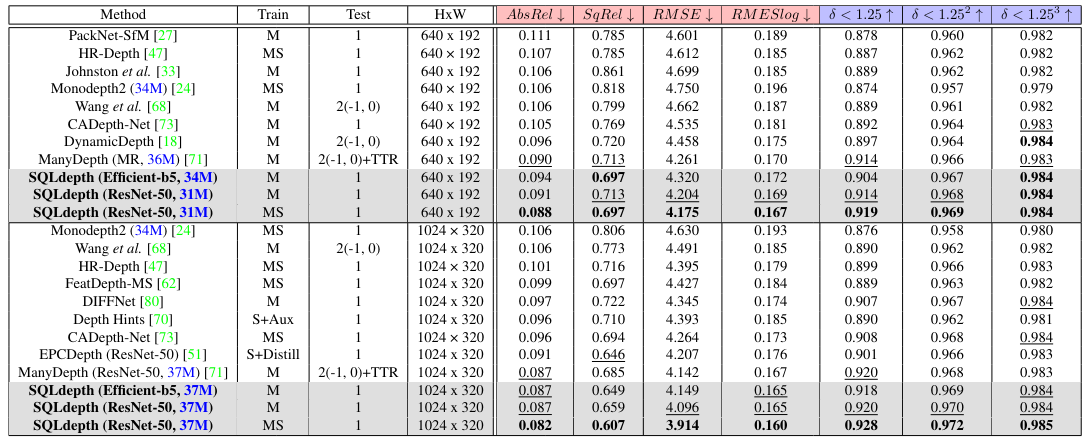 Method Train Test HxW AbsRel ↓ SqRel ↓ RMSE ↓ RMESlog ↓ δ < 1.25 ↑ δ < 1.25² ↑ δ < 1.25³ ↑
PackNet-SfM [27] M 1 640 x 192 0.111 0.785 4.601 0.189 0.878 0.960 0.982
HR-Depth [47] MS 1 640 × 192 0.107 0.785 4.612 0.185 0.887 0.962 0.982
Johnston et al. [33] M 1 640 x 192 0.106 0.861 4.699 0.185 0.889 0.962 0.982
Monodepth2 (34M) [24] MS 1 640 × 192 0.106 0.818 4.750 0.196 0.874 0.957 0.979
Wang et al. [68] M 2(-1, 0) 640 x 192 0.106 0.799 4.662 0.187 0.889 0.961 0.982
CADepth-Net [73] M 1 640 × 192 0.105 0.769 4.535 0.181 0.892 0.964 0.983
DynamicDepth [18] M 2(-1, 0) 640 x 192 0.096 0.720 4.458 0.175 0.897 0.964 0.984
ManyDepth (MR, 36M) [71] M 2(-1, 0)+TTR 640 x 192 0.090 0.713 4.261 0.170 0.914 0.966 0.983
SQLdepth (Efficient-b5, 34M) M 1 640 x 192 0.094 0.697 4.320 0.172 0.904 0.967 0.984
SQLdepth (ResNet-50, 31M) M 1 640 x 192 0.091 0.713 4.204 0.169 0.914 0.968 0.984
SQLdepth (ResNet-50, 31M) MS 1 640 x 192 0.088 0.697 4.175 0.167 0.919 0.969 0.984
Monodepth2 (34M) [24] MS 1 1024 × 320 0.106 0.806 4.630 0.193 0.876 0.958 0.980
Wang et al. [68] M 2(-1, 0) 1024 x 320 0.106 0.773 4.491 0.185 0.890 0.962 0.982
HR-Depth [47] MS 1 1024 × 320 0.101 0.716 4.395 0.179 0.899 0.966 0.983
FeatDepth-MS [62] MS 1 1024 x 320 0.099 0.697 4.427 0.184 0.889 0.963 0.982
DIFFNet [80] M 1 1024 x 320 0.097 0.722 4.345 0.174 0.907 0.967 0.984
Depth Hints [70] S+Aux 1 1024 x 320 0.096 0.710 4.393 0.185 0.890 0.962 0.981
CADepth-Net [73] MS 1 1024 × 320 0.096 0.694 4.264 0.173 0.908 0.968 0.984
EPCDepth (ResNet-50) [51] S+Distill 1 1024 x 320 0.091 0.646 4.207 0.176 0.901 0.966 0.983
ManyDepth (ResNet-50, 37M) [71] M 2(-1, 0)+TTR 1024 x 320 0.087 0.685 4.142 0.167 0.920 0.968 0.983
SQLdepth (Efficient-b5, 37M) M 1 1024 x 320 0.087 0.649 4.149 0.165 0.918 0.969 0.984
SQLdepth (ResNet-50, 37M) M 1 1024 x 320 0.087 0.659 4.096 0.165 0.920 0.970 0.984
SQLdepth (ResNet-50, 37M) MS 1 1024 x 320 0.082 0.607 3.914 0.160 0.928 0.972 0.985